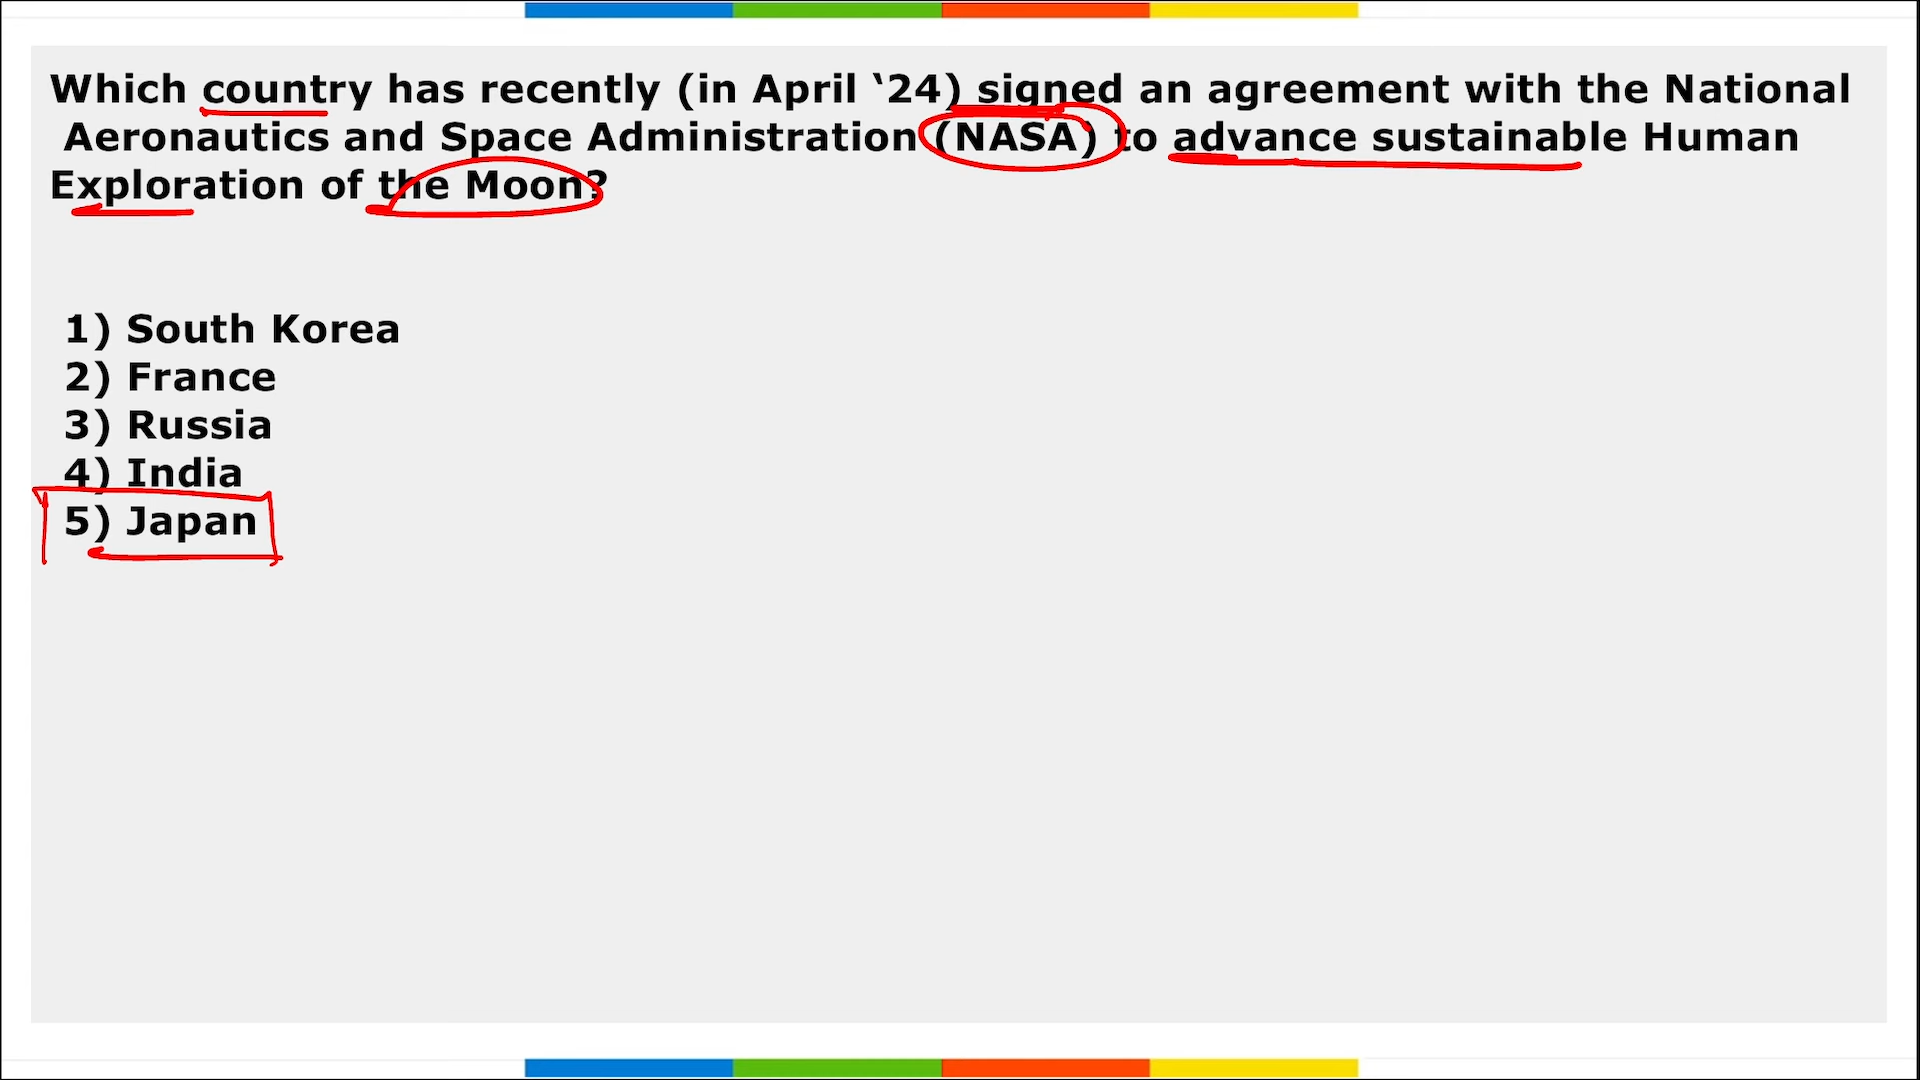 Which country has recently (in April ‘24) signed an agreement with the National
Aeronautics and Space Administration (NASA) to advance sustainable Human
Exploration of the Moon?
1) South Korea
2) France
3) Russia
4) India
5) Japan